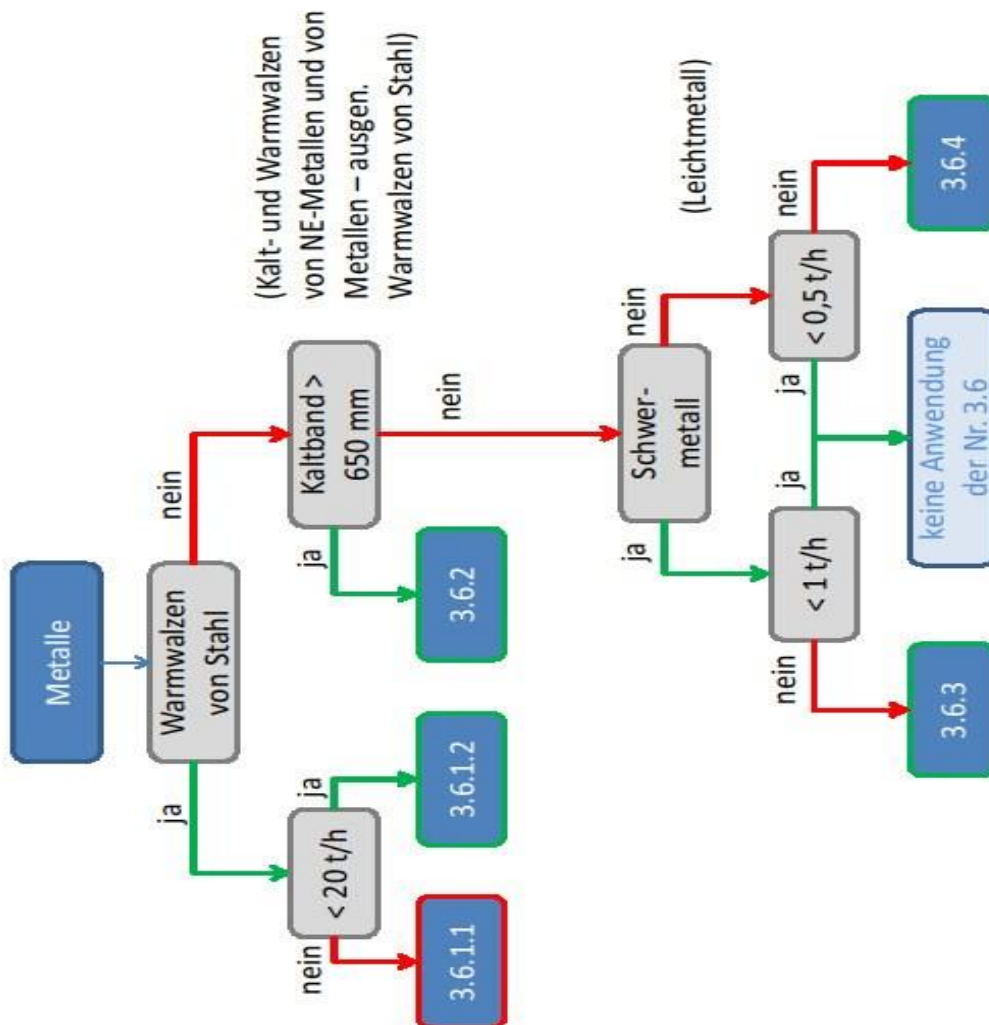 Metalle
Warmwalzen
von Stahl
ja
nein
(Kalt- und Warmwalzen
von NE-Metallen und von
Metallen – ausgen.
Warmwalzen von Stahl)
< 20 t/h
Kaltband >
650 mm
nein
ja
ja
nein
3.6.1.1
3.6.1.2
3.6.2
Schwer-
metall
ja
nein
(Leichtmetall)
< 1 t/h
< 0,5 t/h
nein
ja
ja
nein
3.6.3
keine Anwendung
der Nr. 3.6
3.6.4